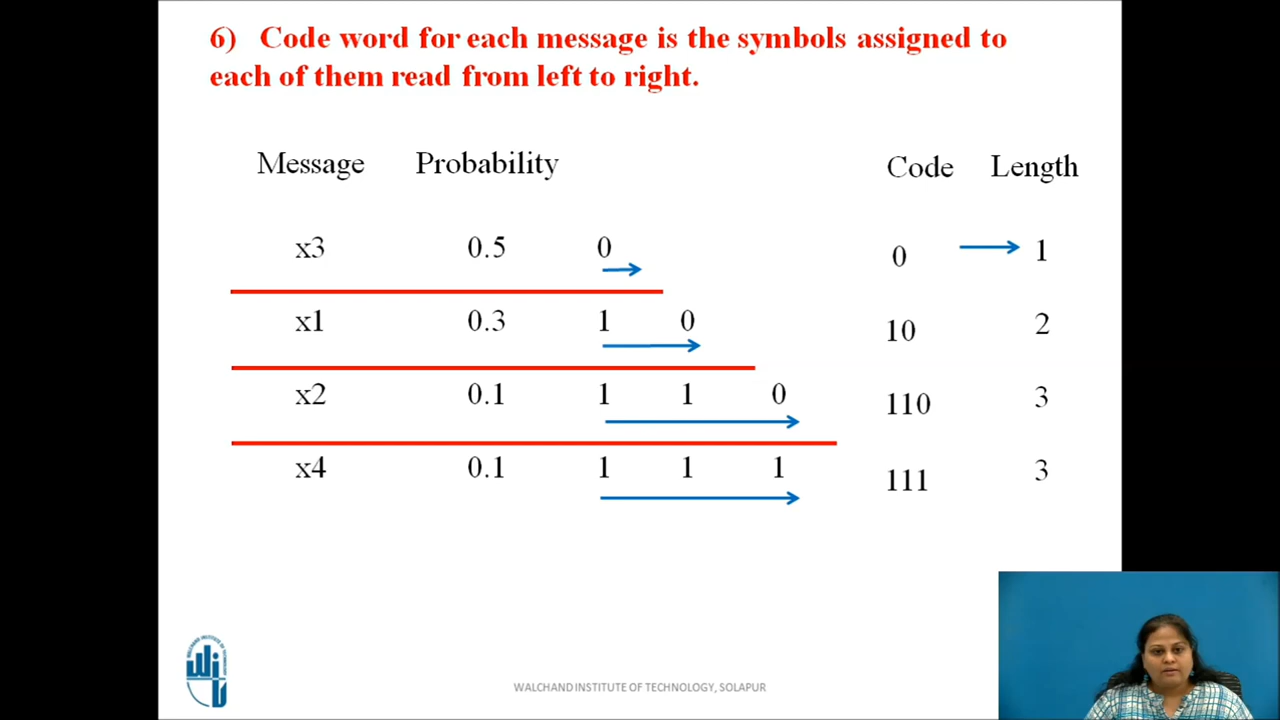 6) Code word for each message is the symbols assigned to
each of them read from left to right.
Message Probability Code Length
x3 0.5 0 0 1
x1 0.3 1 0 10 2
x2 0.1 1 1 0 110 3
x4 0.1 1 1 1 111 3
WALCHAND INSTITUTE OF TECHNOLOGY, SOLAPUR